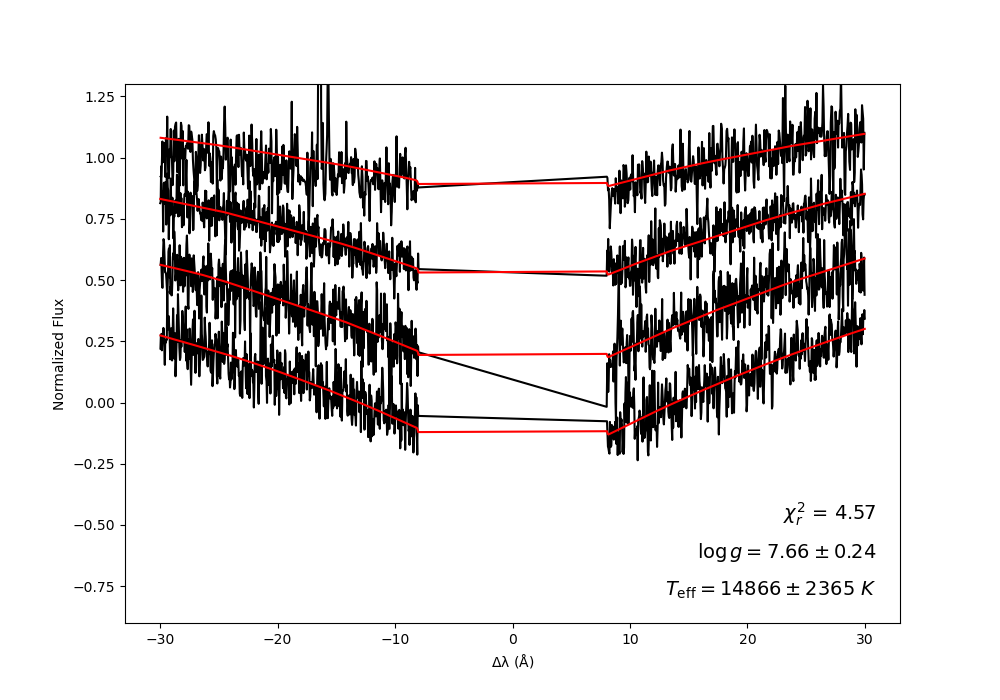 1.25
1.00
0.75
0.50
0.25
0.00
−0.25
−0.50
−0.75
Normalized Flux
χ²ᵣ = 4.57
log g = 7.66 ± 0.24
T_eff = 14866 ± 2365 K
−30 −20 −10 0 10 20 30
Δλ (Å)